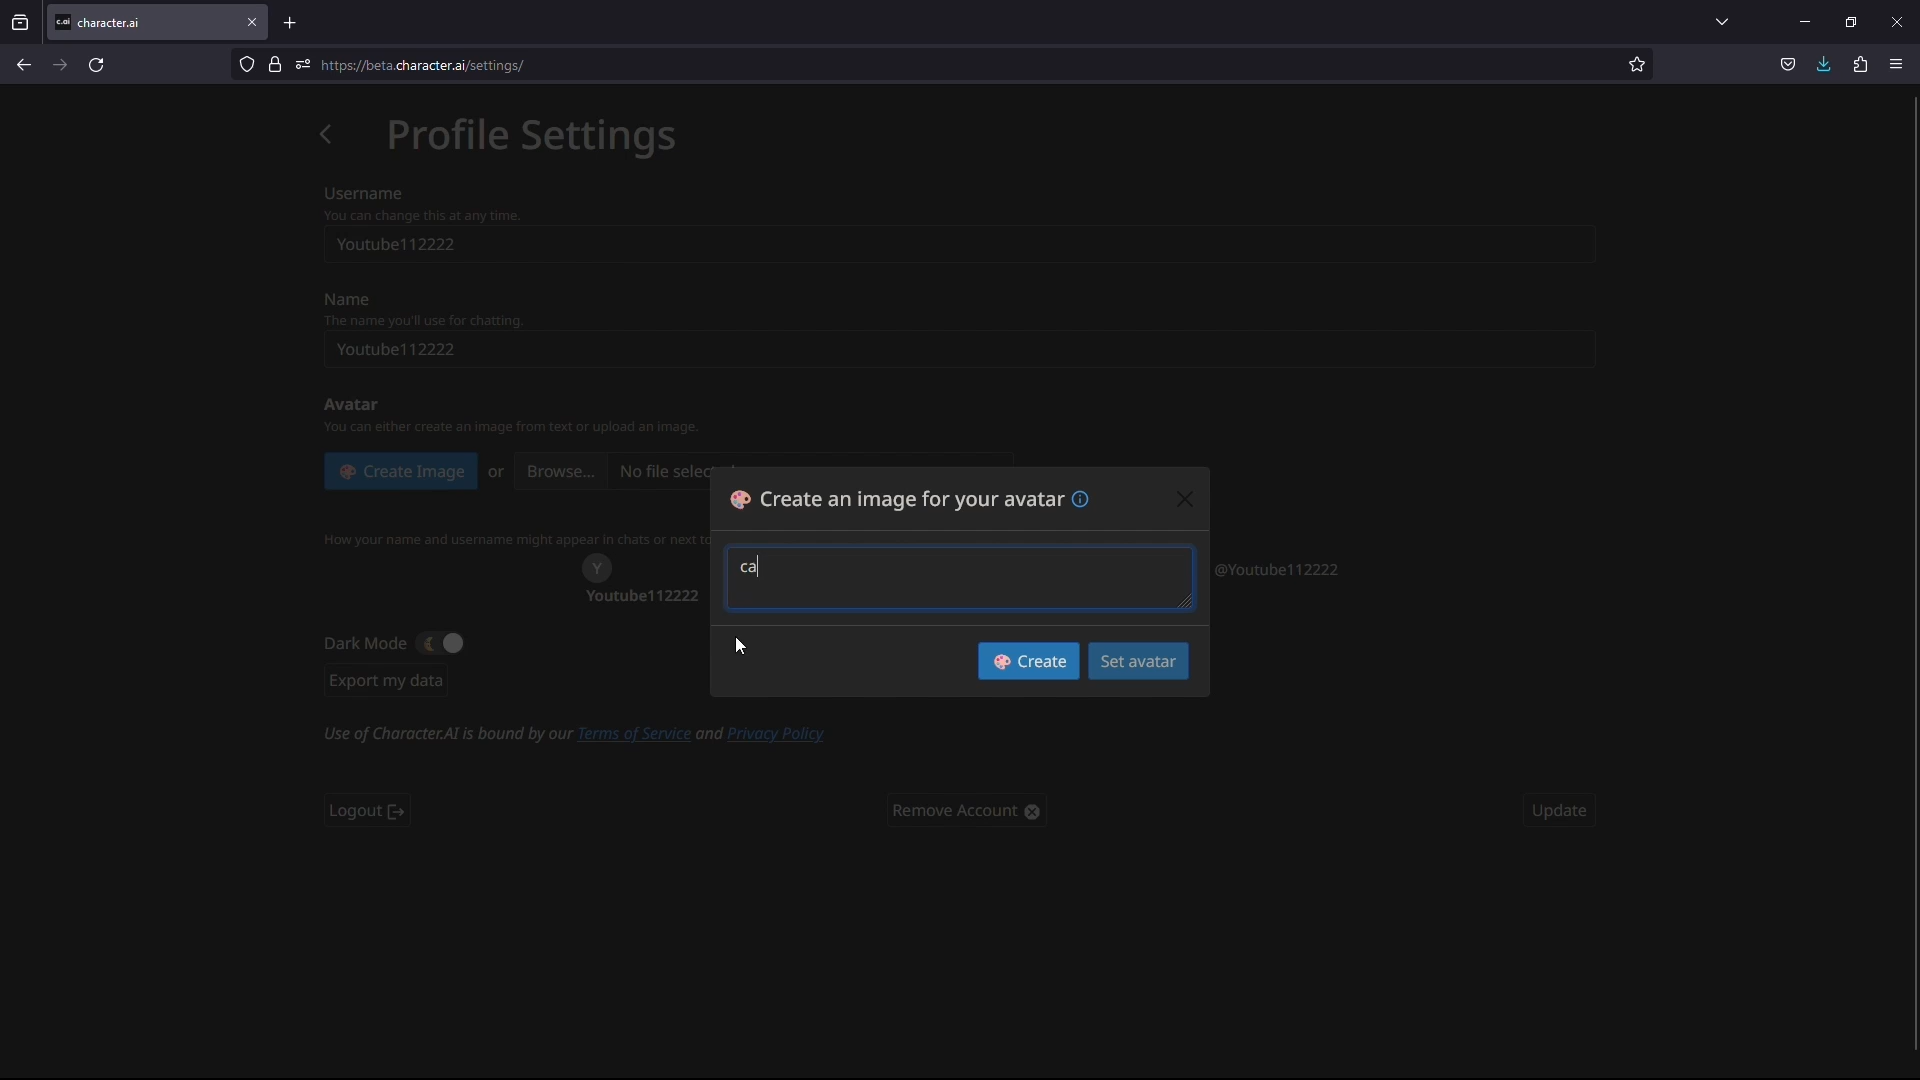 character.ai
https://beta.character.ai/settings/
Profile Settings
Username
You can change this at any time.
Youtube112222
Name
The name you'll use for chatting.
Youtube112222
Avatar
You can either create an image from text or upload an image.
Create Image or Browse... No file selec
Create an image for your avatar
ca
How your name and username might appear in chats or next to
Y
Youtube112222
@Youtube112222
Create
Set avatar
Dark Mode
Export my data
Use of Character.AI is bound by our Terms of Service and Privacy Policy
Logout
Remove Account
Update